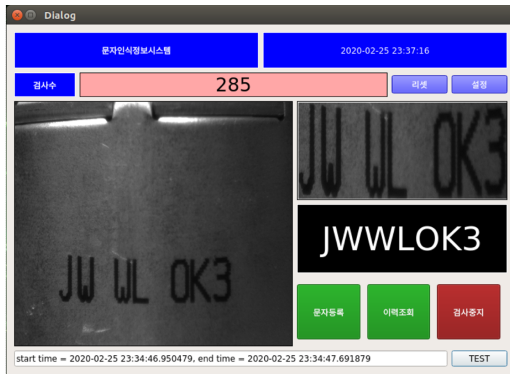 Dialog
문자인식정보시스템
2020-02-25 23:37:16
검사수
285
리셋
설정
JW WL OK3
JW WL OK3
JWWLOK3
문자등록
이력조회
검사중지
start time = 2020-02-25 23:34:46.950479, end time = 2020-02-25 23:34:47.691879
TEST